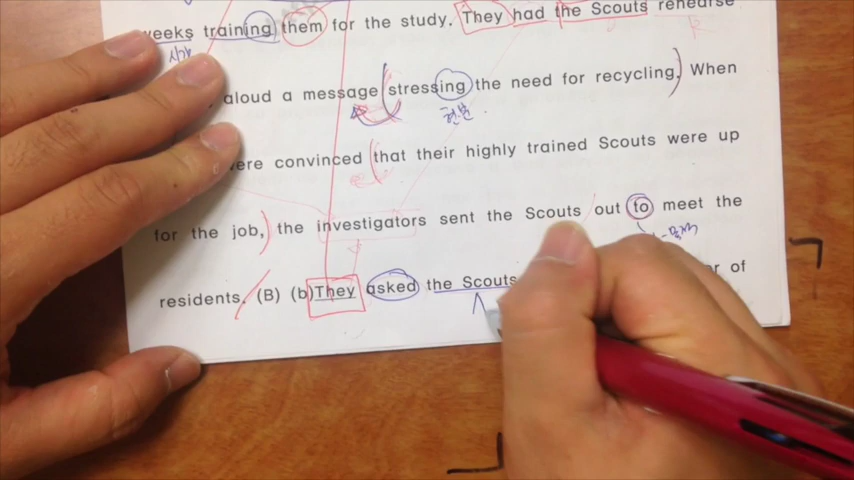 weeks training them for the study. They had the Scouts rehearse
aloud a message stressing the need for recycling. When
were convinced that their highly trained Scouts were up
for the job, the investigators sent the Scouts out to meet the
residents. (B) (b)They asked the Scouts of